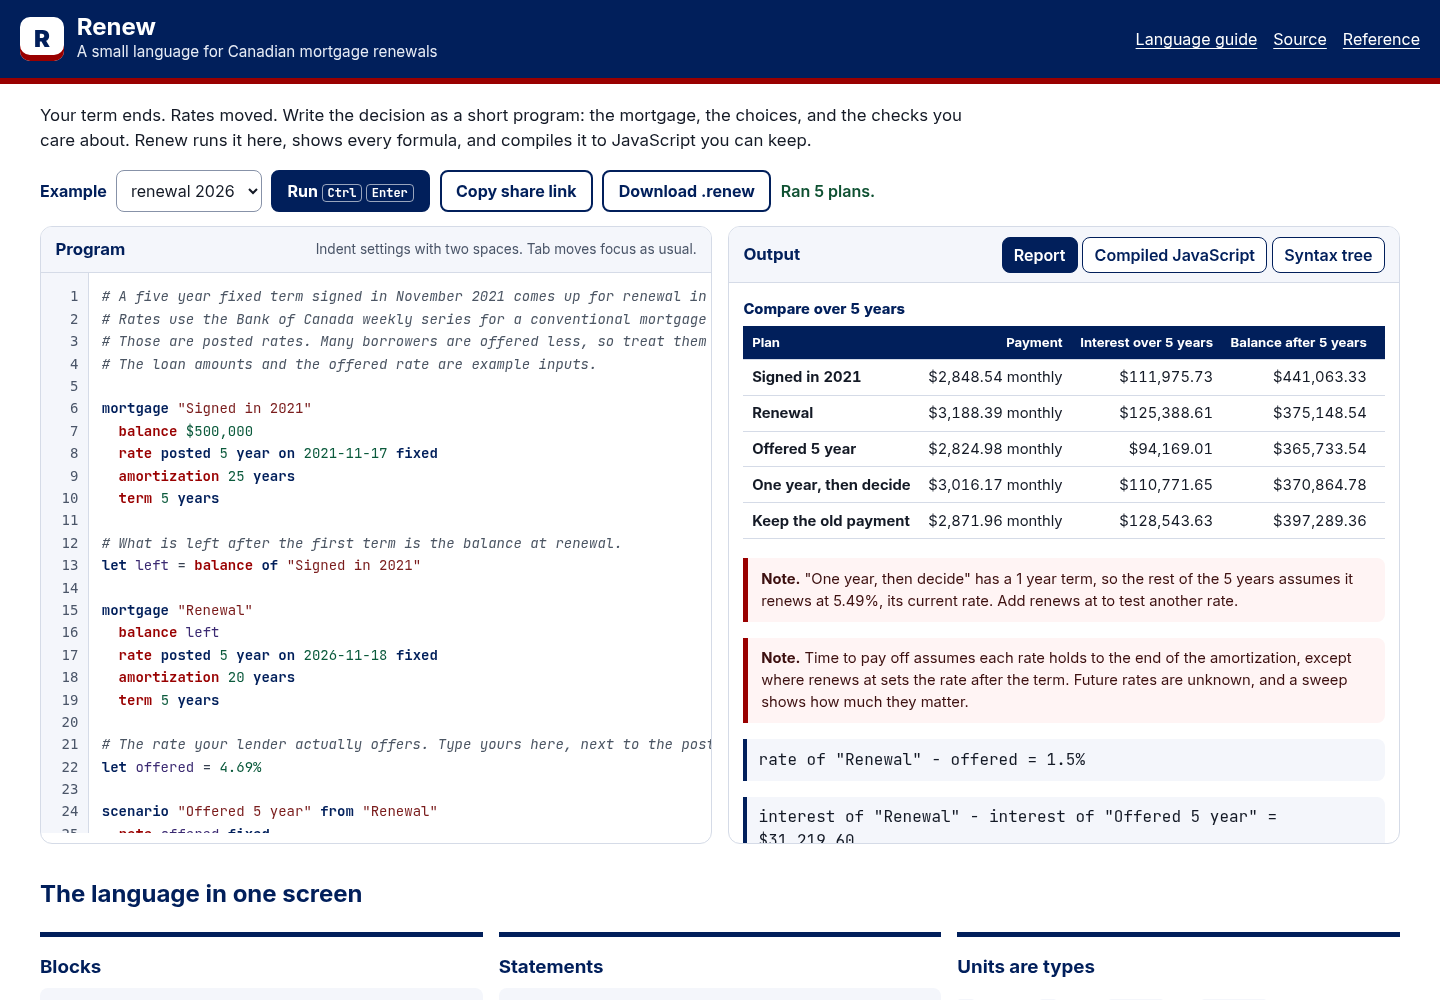 R
Renew
A small language for Canadian mortgage renewals
Language guide
Source
Reference
Your term ends. Rates moved. Write the decision as a short program: the mortgage, the choices, and the checks you
care about. Renew runs it here, shows every formula, and compiles it to JavaScript you can keep.
Example
renewal 2026
Run Ctrl Enter
Copy share link
Download .renew
Ran 5 plans.
Program
Indent settings with two spaces. Tab moves focus as usual.
1 # A five year fixed term signed in November 2021 comes up for renewal in
2 # Rates use the Bank of Canada weekly series for a conventional mortgage
3 # Those are posted rates. Many borrowers are offered less, so treat them
4 # The loan amounts and the offered rate are example inputs.
5
6 mortgage "Signed in 2021"
7 balance $500,000
8 rate posted 5 year on 2021-11-17 fixed
9 amortization 25 years
10 term 5 years
11
12 # What is left after the first term is the balance at renewal.
13 let left = balance of "Signed in 2021"
14
15 mortgage "Renewal"
16 balance left
17 rate posted 5 year on 2026-11-18 fixed
18 amortization 20 years
19 term 5 years
20
21 # The rate your lender actually offers. Type yours here, next to the post
22 let offered = 4.69%
23
24 scenario "Offered 5 year" from "Renewal"
25 rate offered fixed
Output
Report
Compiled JavaScript
Syntax tree
Compare over 5 years
Plan Payment Interest over 5 years Balance after 5 years
Signed in 2021 $2,848.54 monthly $111,975.73 $441,063.33
Renewal $3,188.39 monthly $125,388.61 $375,148.54
Offered 5 year $2,824.98 monthly $94,169.01 $365,733.54
One year, then decide $3,016.17 monthly $110,771.65 $370,864.78
Keep the old payment $2,871.96 monthly $128,543.63 $397,289.36
Note. "One year, then decide" has a 1 year term, so the rest of the 5 years assumes it
renews at 5.49%, its current rate. Add renews at to test another rate.
Note. Time to pay off assumes each rate holds to the end of the amortization, except
where renews at sets the rate after the term. Future rates are unknown, and a sweep
shows how much they matter.
rate of "Renewal" - offered = 1.5%
interest of "Renewal" - interest of "Offered 5 year" =
$31,219.60
The language in one screen
Blocks
Statements
Units are types